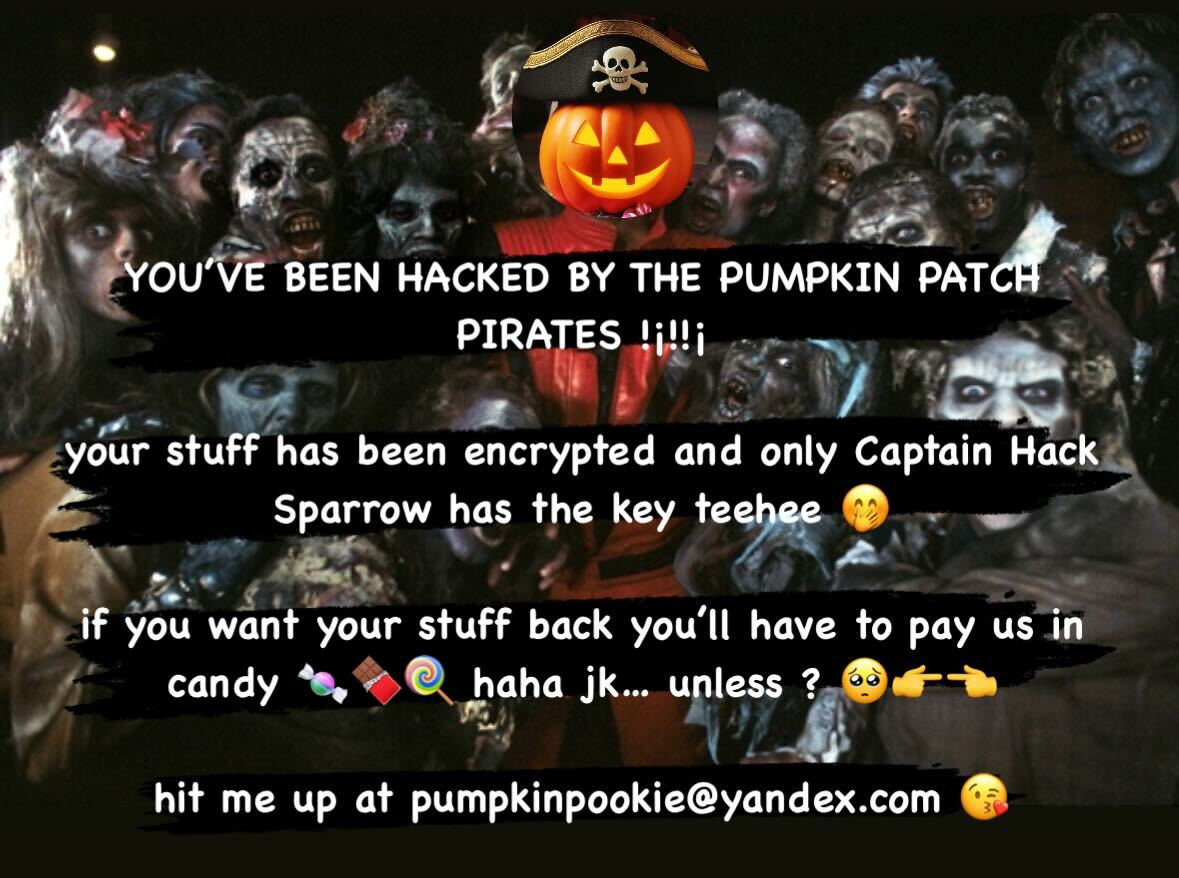 YOU'VE BEEN HACKED BY THE PUMPKIN PATCH
PIRATES !¡!!¡
your stuff has been encrypted and only Captain Hack
Sparrow has the key teehee 🤭
if you want your stuff back you'll have to pay us in
candy 🍬🍫🍭 haha jk... unless ? 🥺👉👈
hit me up at pumpkinpookie@yandex.com 😘